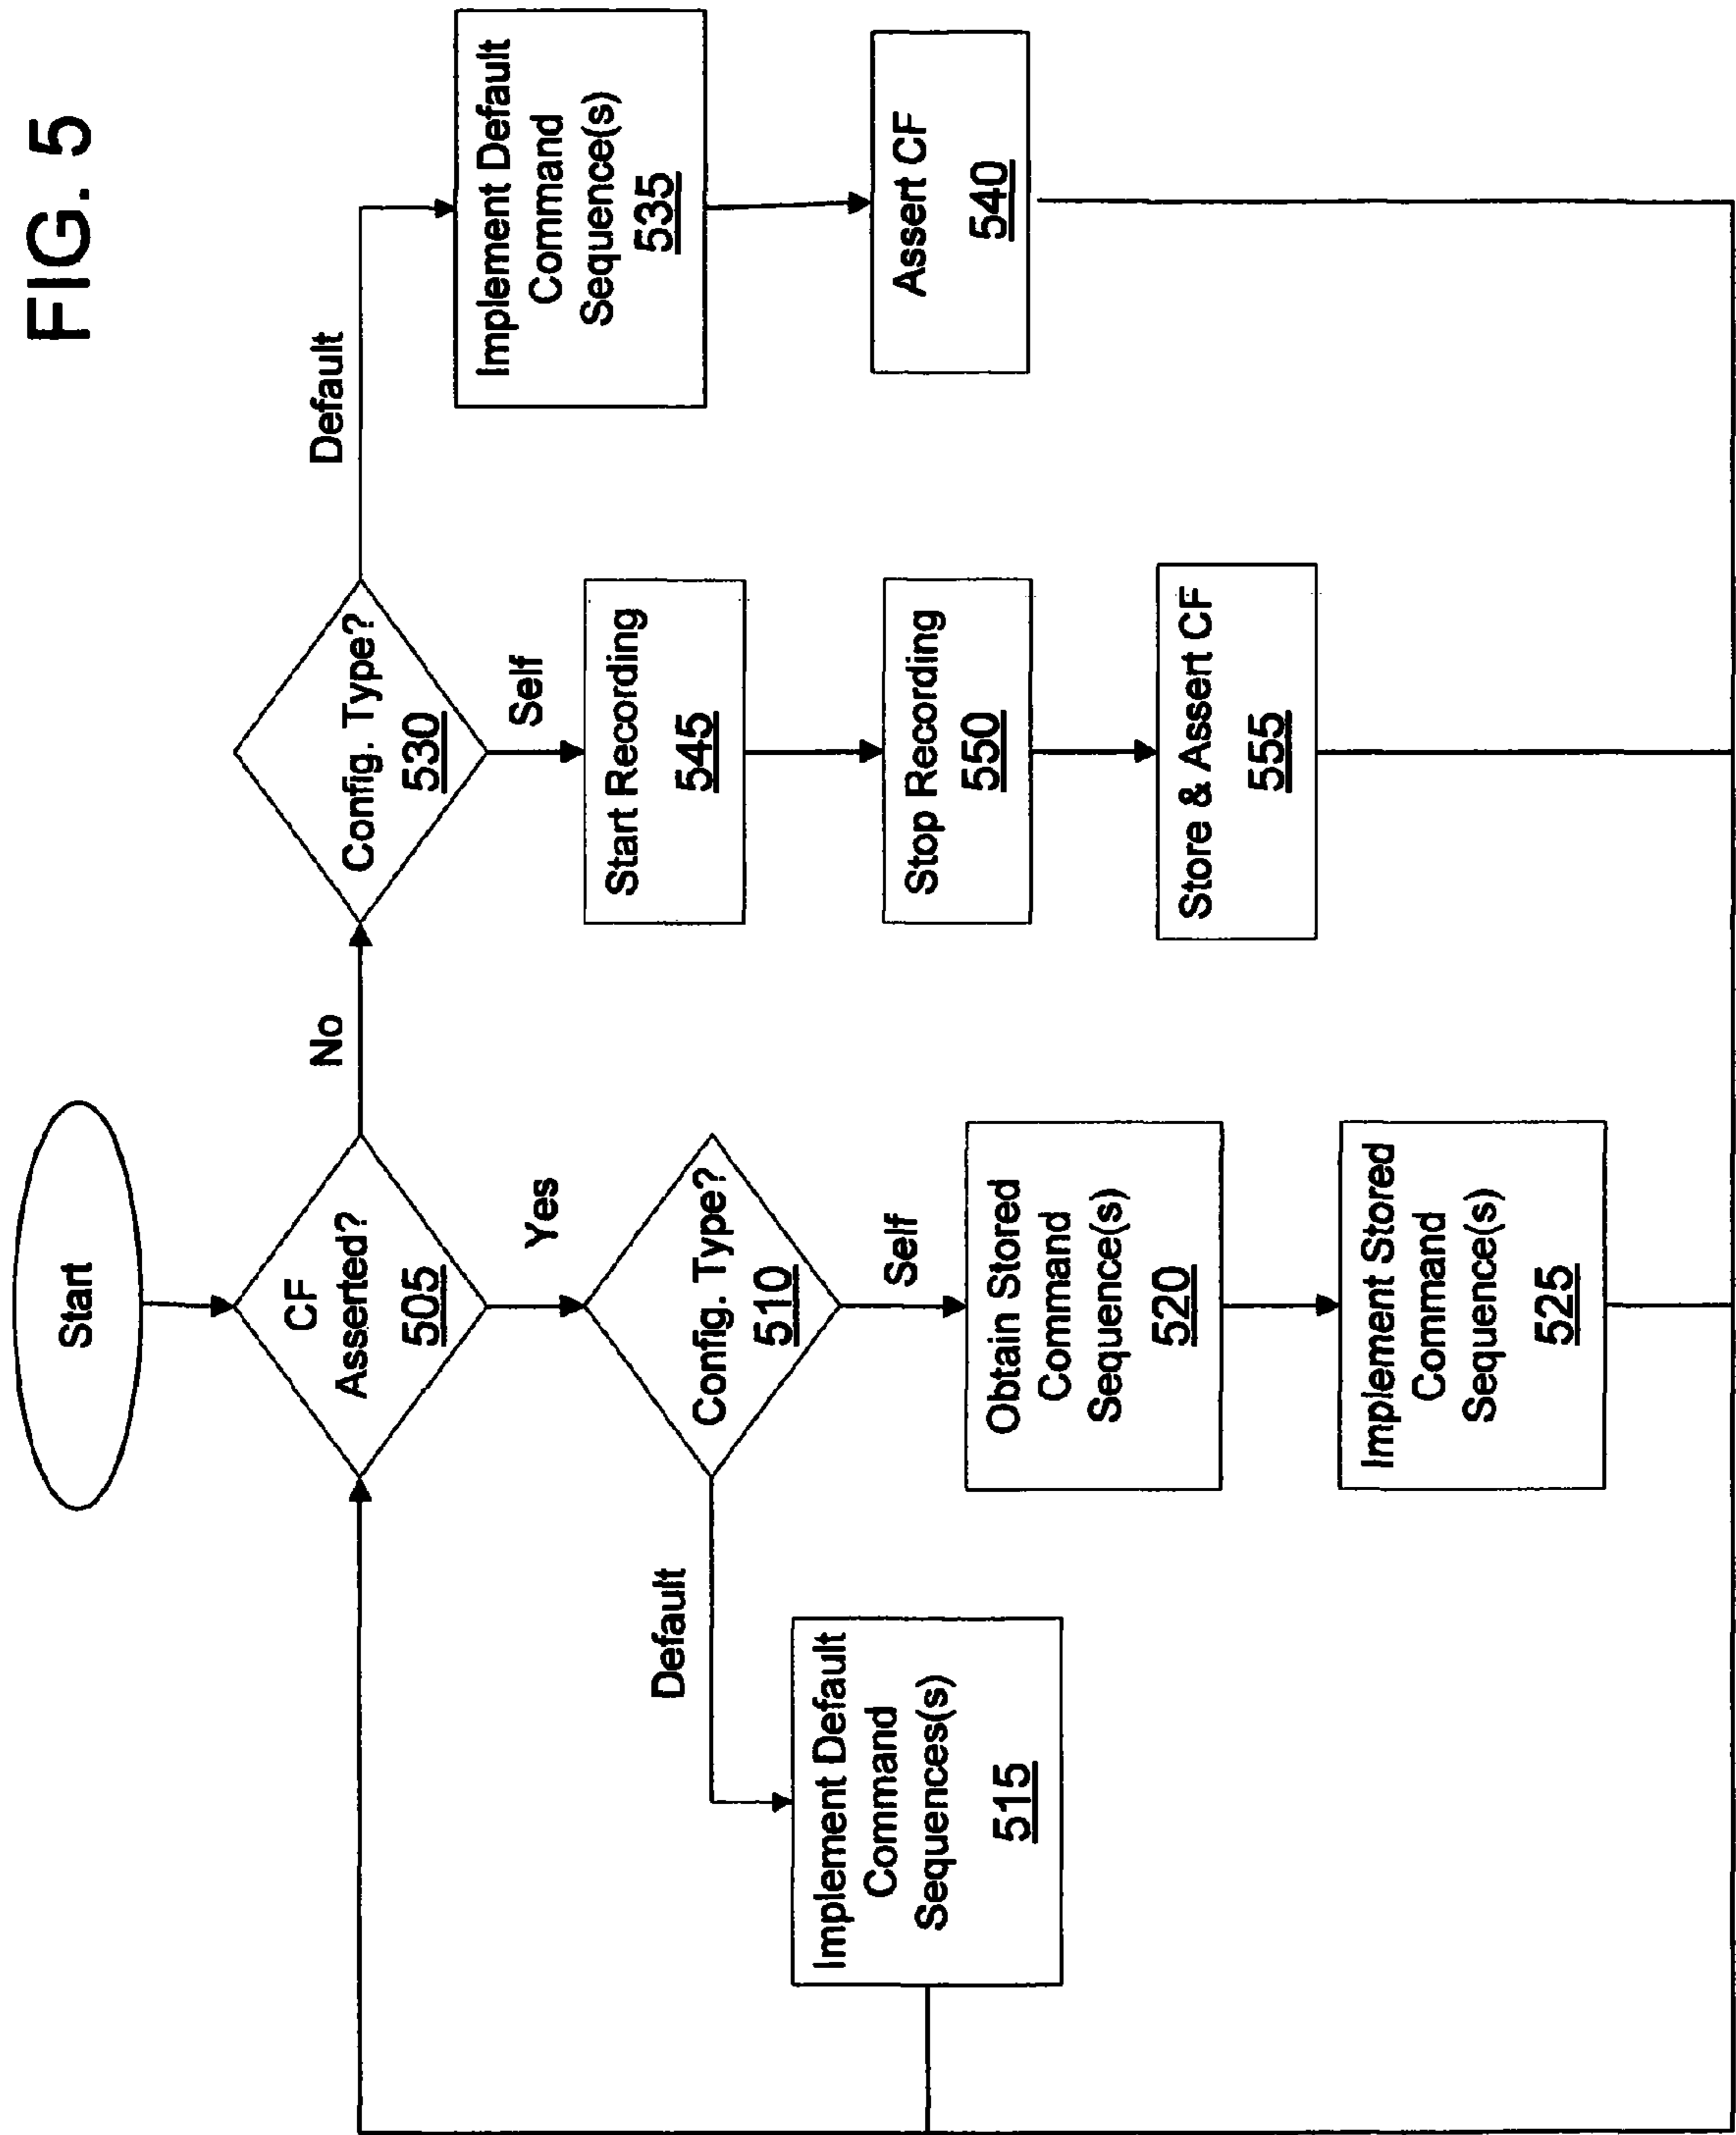 FIG. 5
Start
CF
Asserted?
505
No
Yes
Config. Type?
530
Default
Self
Implement Default
Command
Sequence(s)
535
Assert CF
540
Start Recording
545
Stop Recording
550
Store & Assert CF
555
Config. Type?
510
Default
Self
Implement Default
Command
Sequences(s)
515
Obtain Stored
Command
Sequence(s)
520
Implement Stored
Command
Sequence(s)
525